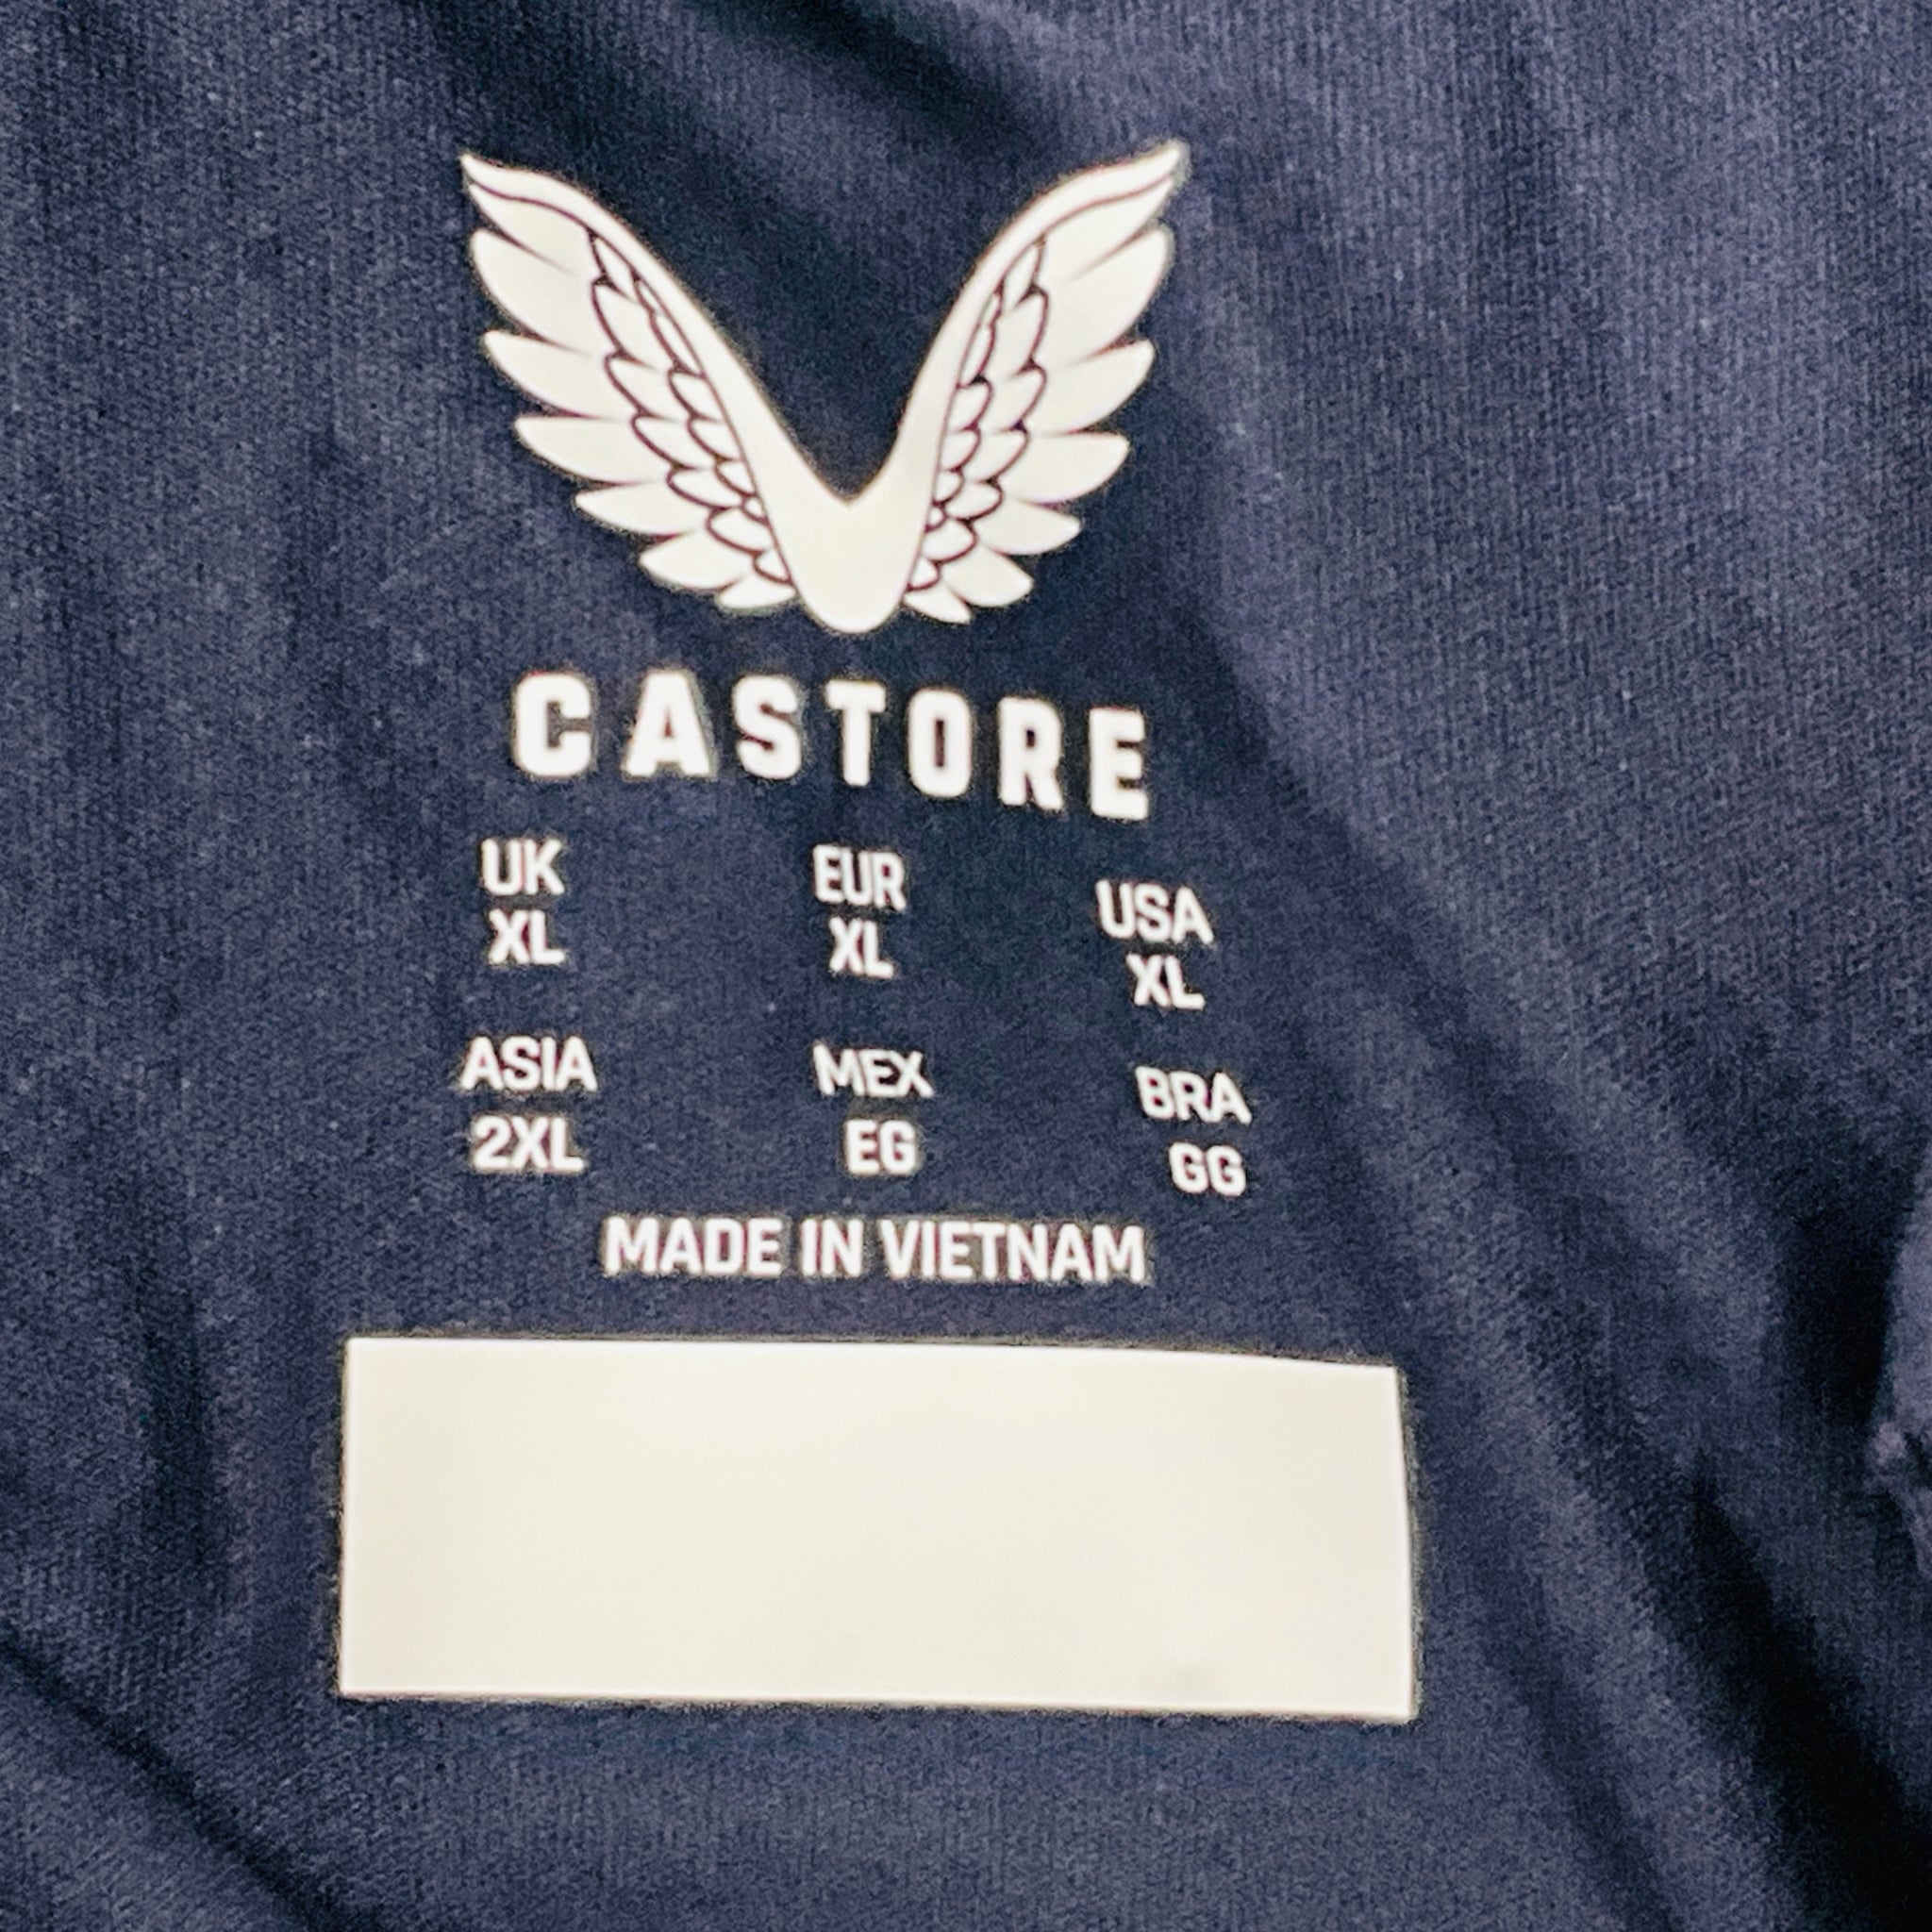 CASTORE
UK EUR USA
XL XL XL
ASIA MEX BRA
2XL EG GG
MADE IN VIETNAM